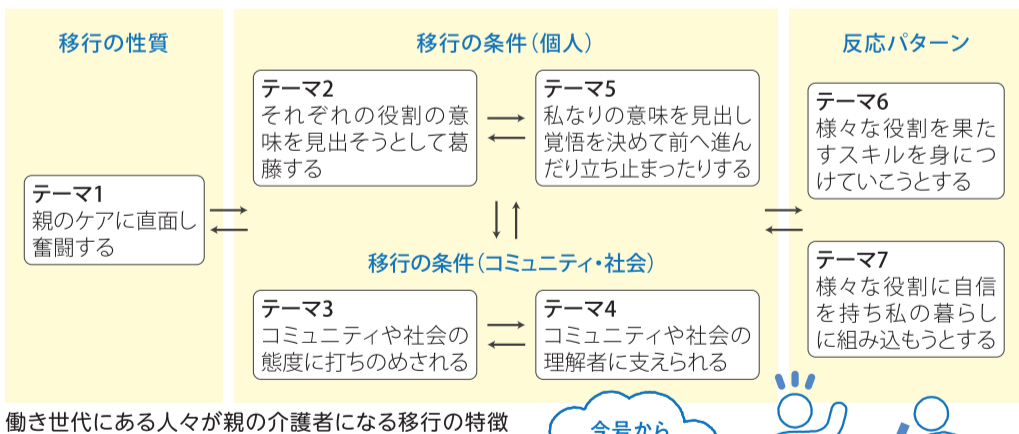 移行の性質
テーマ1
親のケアに直面し
奮闘する
移行の条件(個人)
テーマ2
それぞれの役割の意
味を見出そうとして葛
藤する
テーマ5
私なりの意味を見出し
覚悟を決めて前へ進ん
だり立ち止まったりする
移行の条件(コミュニティ・社会)
テーマ3
コミュニティや社会の
態度に打ちのめされる
テーマ4
コミュニティや社会の
理解者に支えられる
反応パターン
テーマ6
様々な役割を果た
すスキルを身につ
けていこうとする
テーマ7
様々な役割に自信
を持ち私の暮らし
に組み込もうとする
働き世代にある人々が親の介護者になる移行の特徴
今号から